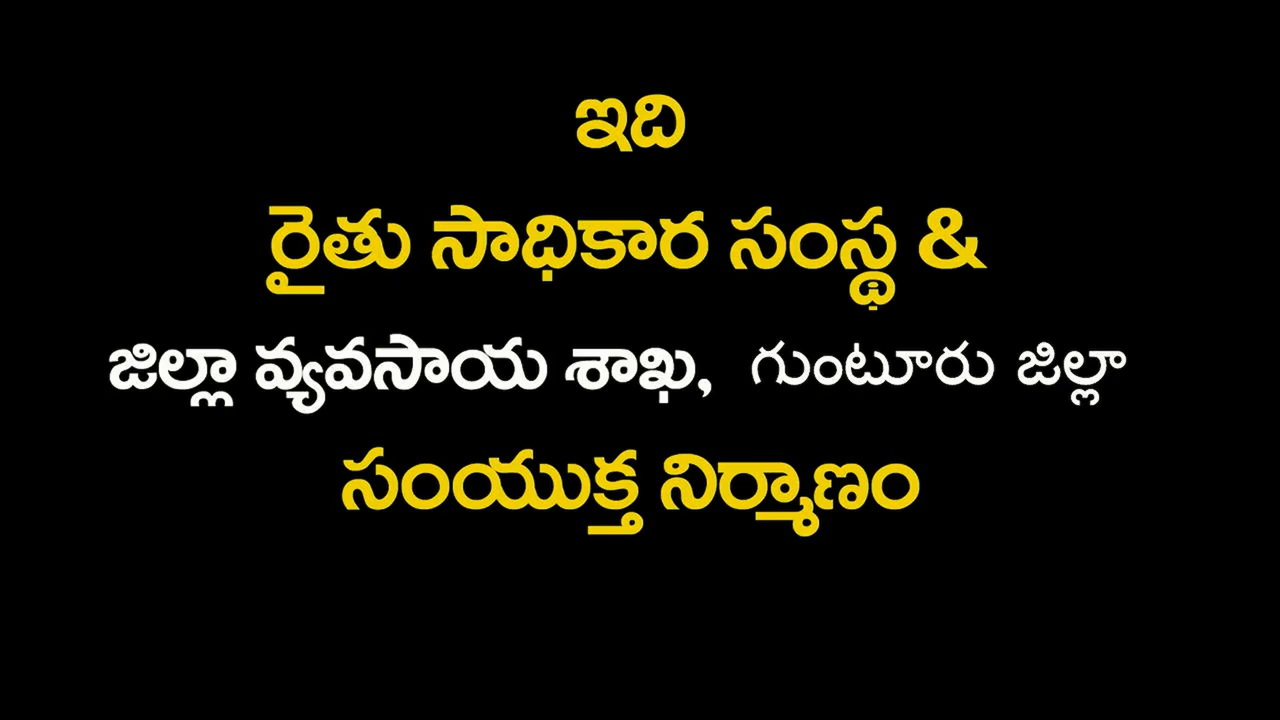 ఇది
రైతు సాధికార సంస్థ &
జిల్లా వ్యవసాయ శాఖ, గుంటూరు జిల్లా
సంయుక్త నిర్మాణం